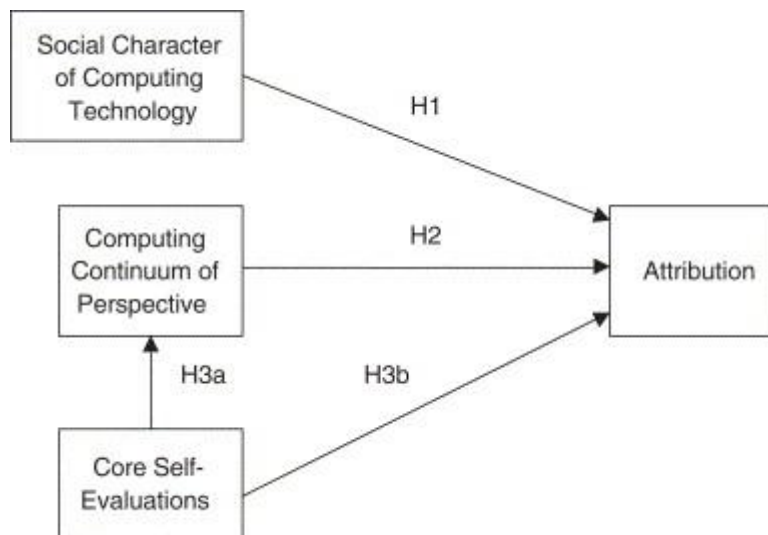 Social Character
of Computing
Technology
H1
Computing
Continuum of
Perspective
H2
Attribution
H3a
H3b
Core Self-
Evaluations